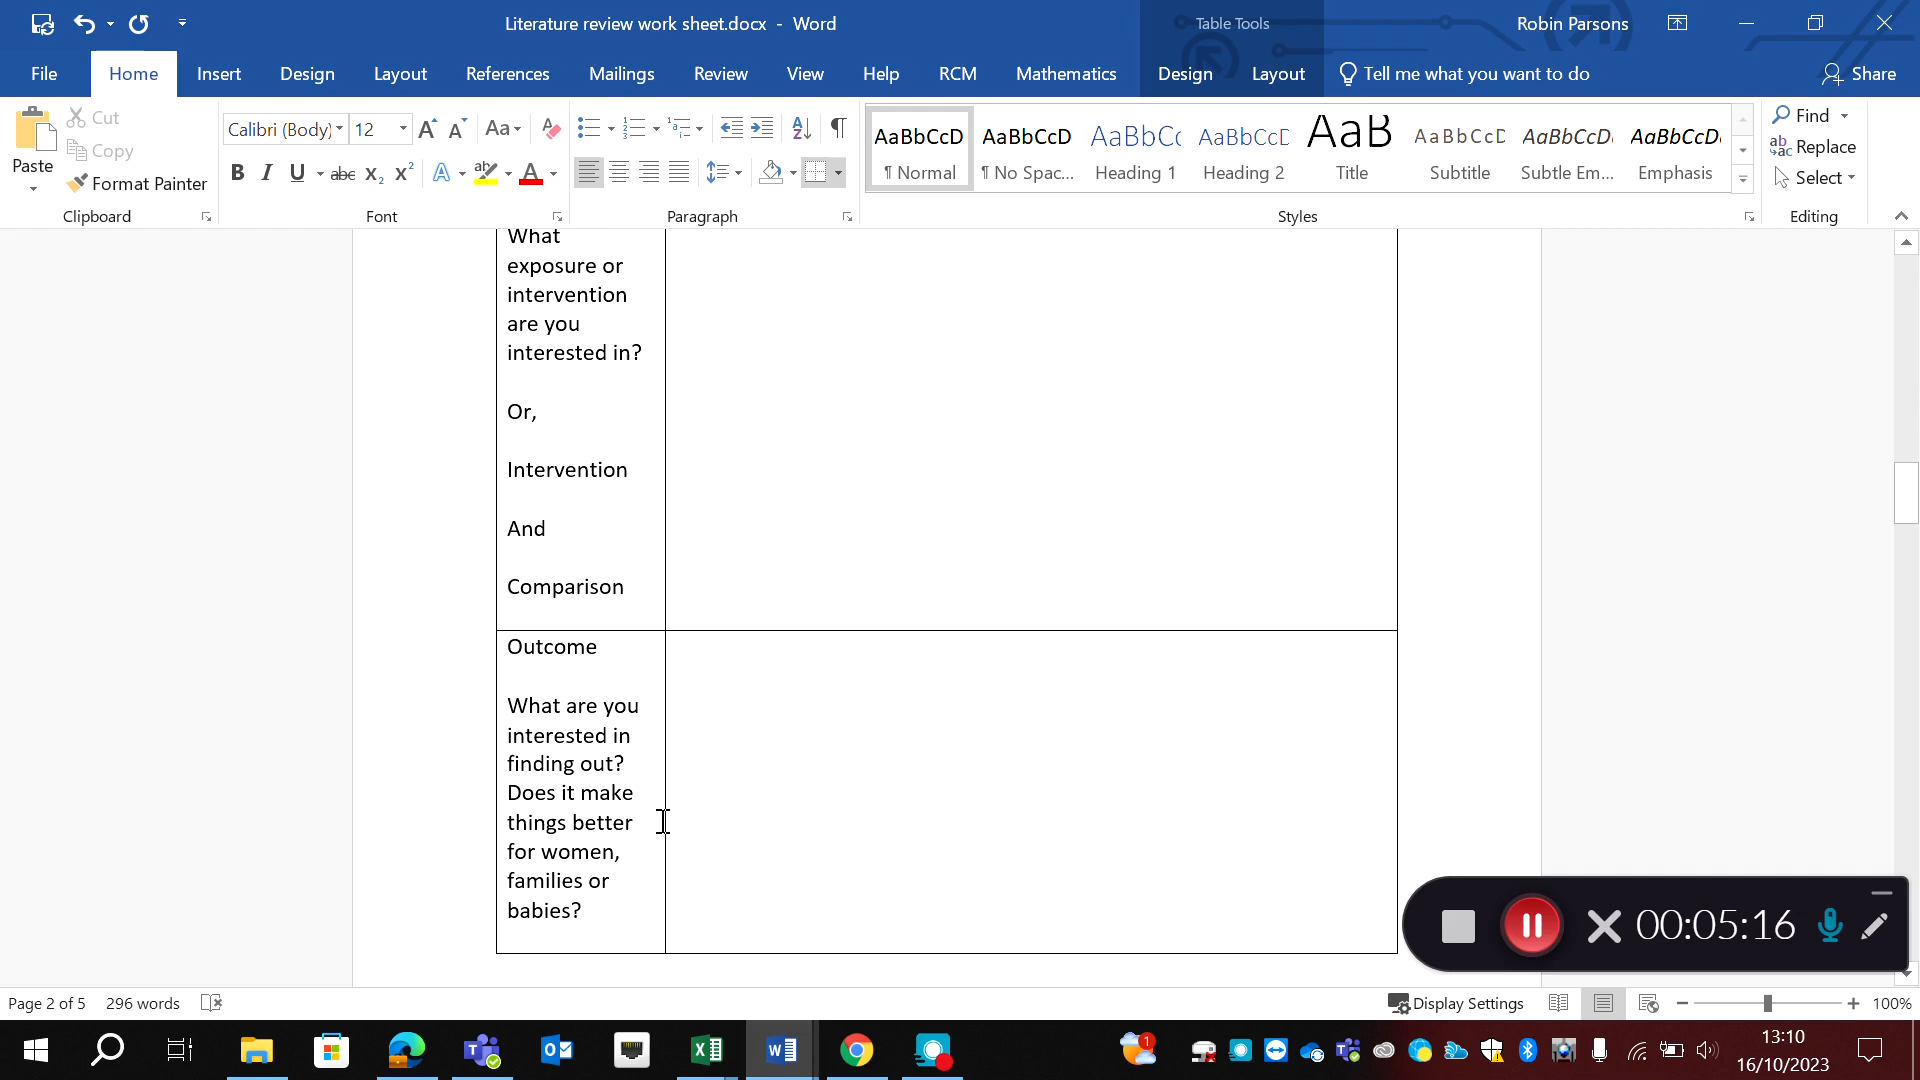 Literature review work sheet.docx - Word
Table Tools
Robin Parsons
File Home Insert Design Layout References Mailings Review View Help RCM Mathematics Design Layout Tell me what you want to do Share
Paste
Cut
Copy
Format Painter
Clipboard
Calibri (Body) 12
Font
Paragraph
AaBbCcD AaBbCcD AaBbCc AaBbCcD AaB AaBbCcD AaBbCcD AaBbCcD
¶ Normal ¶ No Spac... Heading 1 Heading 2 Title Subtitle Subtle Em... Emphasis
Styles
Find
Replace
Select
Editing
What
exposure or
intervention
are you
interested in?
Or,
Intervention
And
Comparison
Outcome
What are you
interested in
finding out?
Does it make
things better
for women,
families or
babies?
00:05:16
Page 2 of 5 296 words
Display Settings
100%
1
13:10
16/10/2023